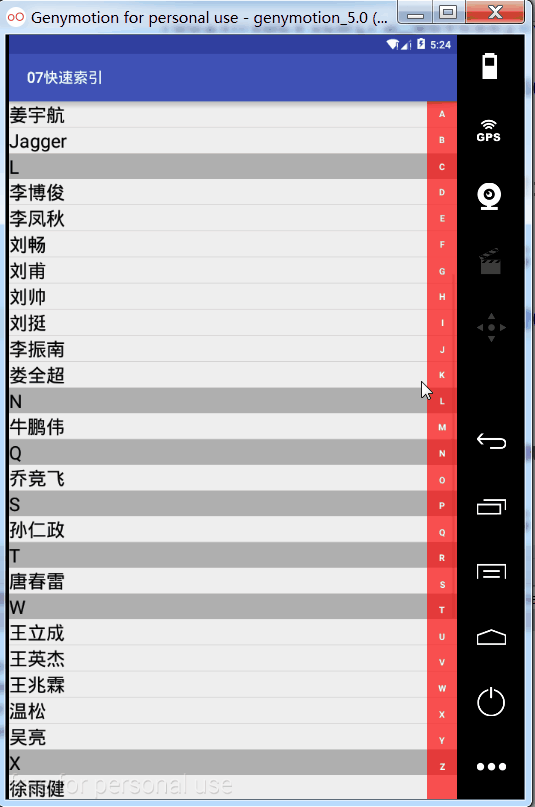 Genymotion for personal use - genymotion_5.0 (...
5:24
07快速索引
姜宇航
Jagger
L
李博俊
李凤秋
刘畅
刘甫
刘帅
刘挺
李振南
娄全超
N
牛鹏伟
Q
乔竞飞
S
孙仁政
T
唐春雷
W
王立成
王英杰
王兆霖
温松
吴亮
X
徐雨健
for personal use
A
B
C
D
E
F
G
H
I
J
K
L
M
N
O
P
Q
R
S
T
U
V
W
X
Y
Z
GPS